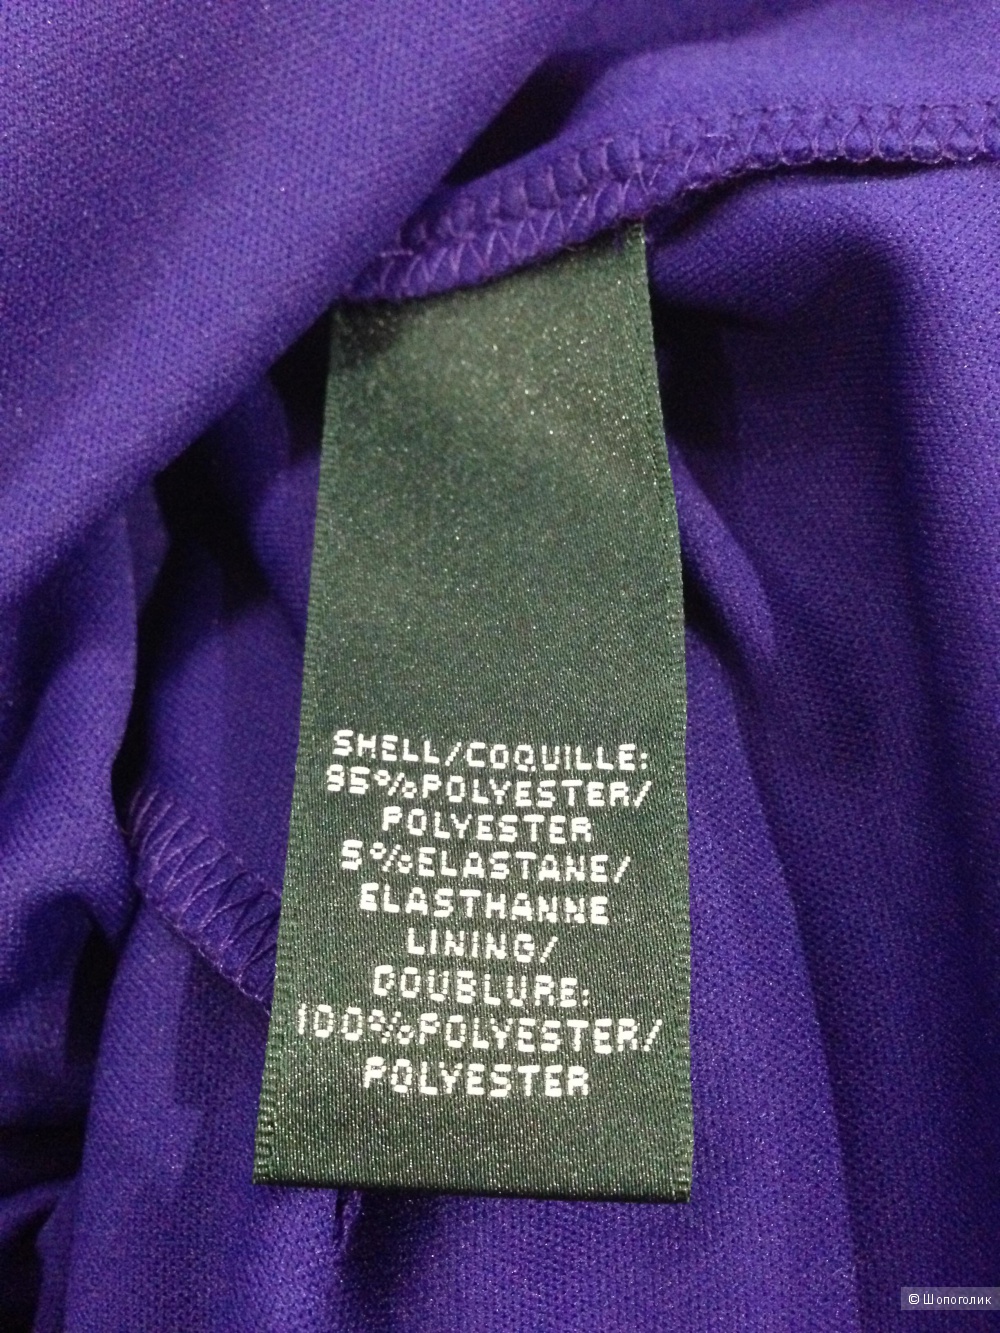 SHELL/COQUILLE:
95%POLYESTER/
POLYESTER
5%ELASTANE/
ELASTHANNE
LINING/
DOUBLURE:
100%POLYESTER/
POLYESTER
© Шопоголик